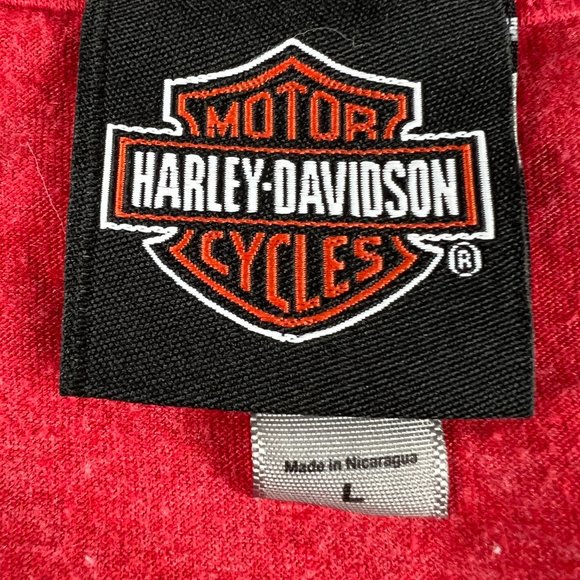 MOTOR
HARLEY-DAVIDSON
CYCLES
®
Made in Nicaragua
L